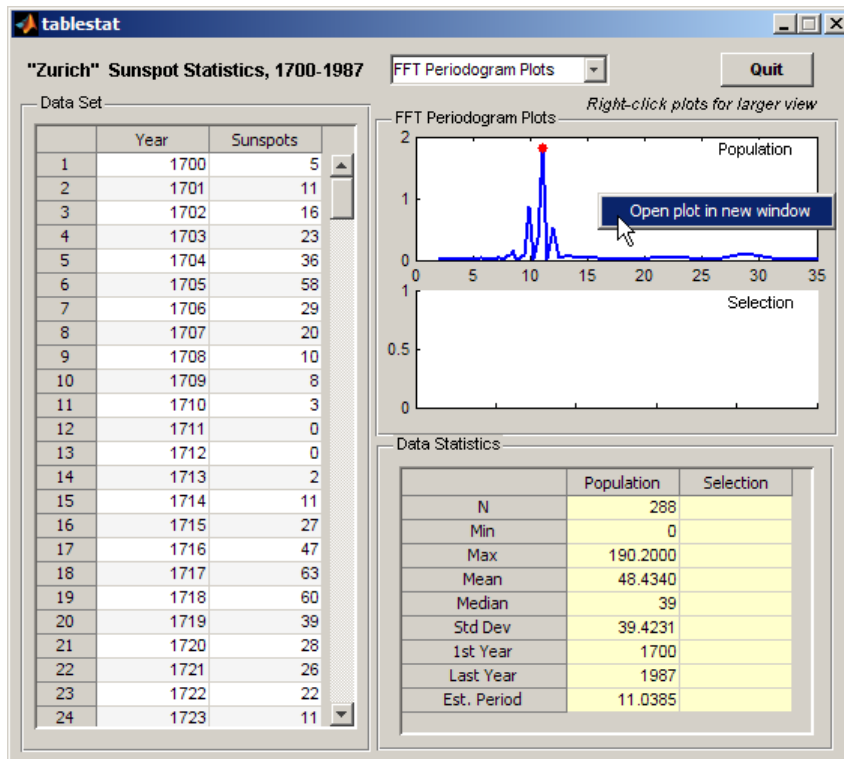 tablestat
"Zurich" Sunspot Statistics, 1700-1987
FFT Periodogram Plots
Quit
Right-click plots for larger view
Data Set
Year Sunspots
1 1700 5
2 1701 11
3 1702 16
4 1703 23
5 1704 36
6 1705 58
7 1706 29
8 1707 20
9 1708 10
10 1709 8
11 1710 3
12 1711 0
13 1712 0
14 1713 2
15 1714 11
16 1715 27
17 1716 47
18 1717 63
19 1718 60
20 1719 39
21 1720 28
22 1721 26
23 1722 22
24 1723 11
FFT Periodogram Plots
Population
2
1
0
0 5 10 15 20 25 30 35
Open plot in new window
Selection
1
0.5
0
Data Statistics
Population Selection
N 288
Min 0
Max 190.2000
Mean 48.4340
Median 39
Std Dev 39.4231
1st Year 1700
Last Year 1987
Est. Period 11.0385